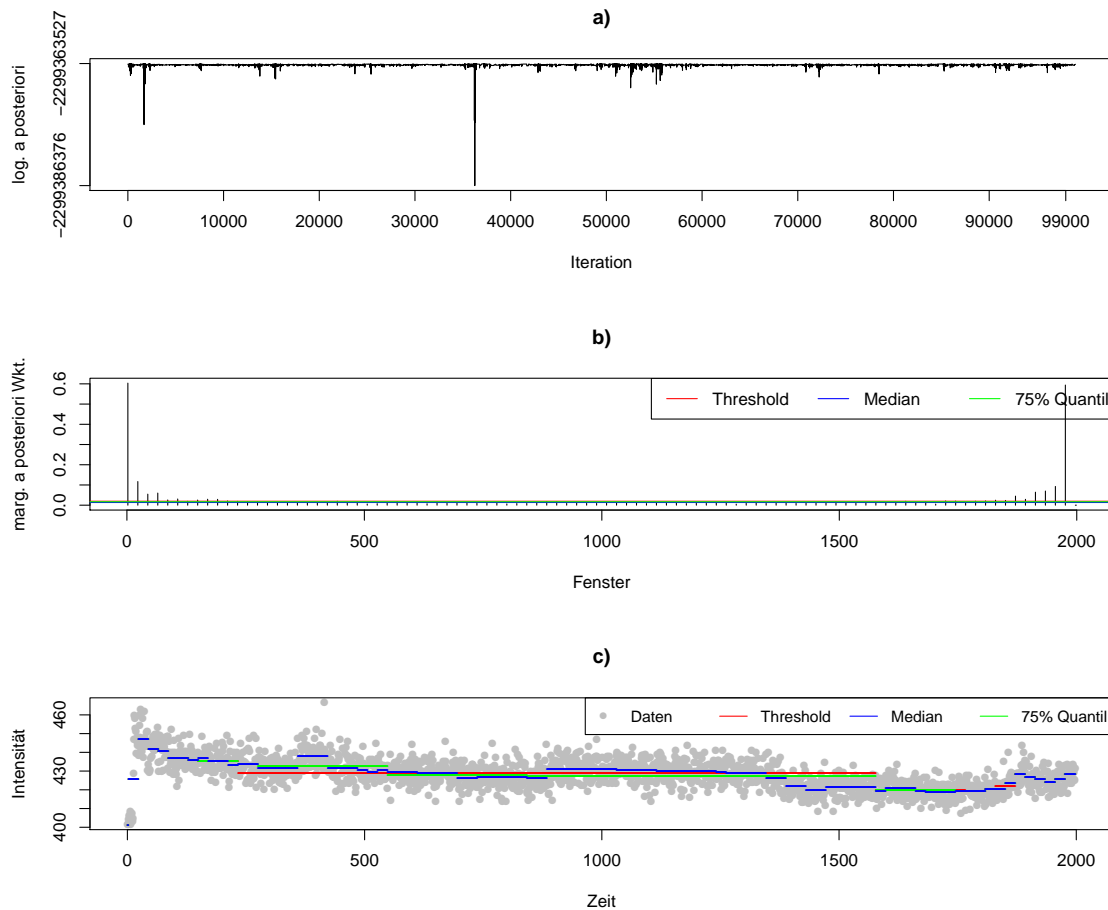 a)
log. a posteriori
−2299386376 −2299363527
0 10000 20000 30000 40000 50000 60000 70000 80000 90000 99000
Iteration
b)
marg. a posteriori Wkt.
0.0 0.2 0.4 0.6
Threshold Median 75% Quantil
0 500 1000 1500 2000
Fenster
c)
Intensität
400 430 460
Daten Threshold Median 75% Quantil
0 500 1000 1500 2000
Zeit